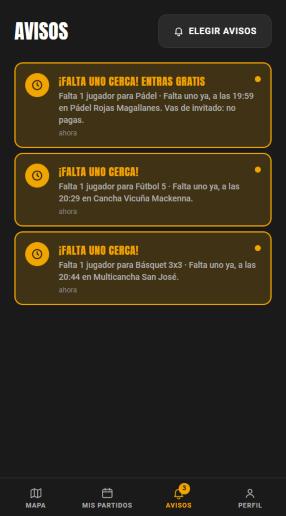 AVISOS
ELEGIR AVISOS
¡FALTA UNO CERCA! ENTRAS GRATIS
Falta 1 jugador para Pádel · Falta uno ya, a las 19:59
en Pádel Rojas Magallanes. Vas de invitado: no
pagas.
ahora
¡FALTA UNO CERCA!
Falta 1 jugador para Fútbol 5 · Falta uno ya, a las
20:29 en Cancha Vicuña Mackenna.
ahora
¡FALTA UNO CERCA!
Falta 1 jugador para Básquet 3x3 · Falta uno ya, a las
20:44 en Multicancha San José.
ahora
3
MAPA
MIS PARTIDOS
AVISOS
PERFIL